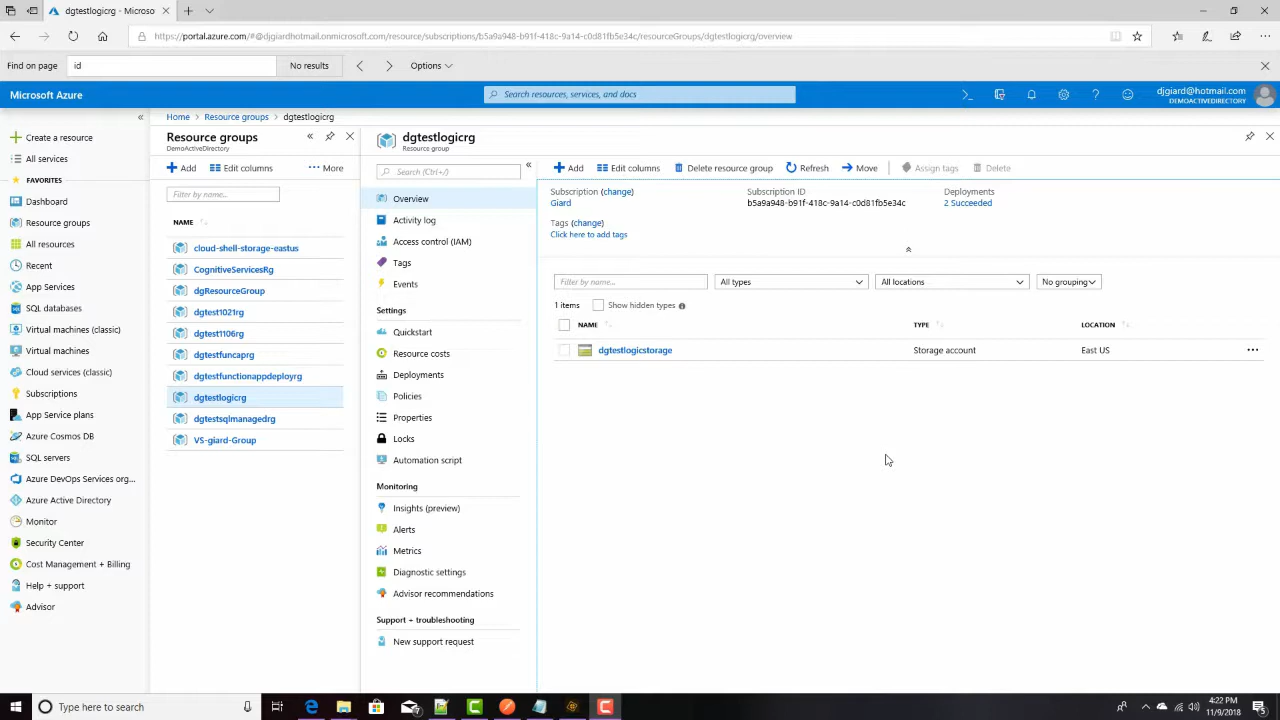 dgtestlogicrg - Microso
https://portal.azure.com/#@djgiardhotmail.onmicrosoft.com/resource/subscriptions/b5a9a948-b91f-418c-9a14-c0d81fb5e34c/resourceGroups/dgtestlogicrg/overview
Find on page id No results Options
Microsoft Azure
Search resources, services, and docs
djgiard@hotmail.com
DEMOACTIVEDIRECTORY
Home Resource groups dgtestlogicrg
Create a resource
All services
FAVORITES
Dashboard
Resource groups
All resources
Recent
App Services
SQL databases
Virtual machines (classic)
Virtual machines
Cloud services (classic)
Subscriptions
App Service plans
Azure Cosmos DB
SQL servers
Azure DevOps Services org...
Azure Active Directory
Monitor
Security Center
Cost Management + Billing
Help + support
Advisor
Resource groups
DemoActiveDirectory
Add Edit columns ··· More
Filter by name...
NAME
cloud-shell-storage-eastus
CognitiveServicesRg
dgResourceGroup
dgtest1021rg
dgtest1106rg
dgtestfuncaprg
dgtestfunctionappdeployrg
dgtestlogicrg
dgtestsqlmanagedrg
VS-giard-Group
dgtestlogicrg
Resource group
Search (Ctrl+/)
Overview
Activity log
Access control (IAM)
Tags
Events
Settings
Quickstart
Resource costs
Deployments
Policies
Properties
Locks
Automation script
Monitoring
Insights (preview)
Alerts
Metrics
Diagnostic settings
Advisor recommendations
Support + troubleshooting
New support request
Add Edit columns Delete resource group Refresh Move Assign tags Delete
Subscription (change)
Giard
Subscription ID
b5a9a948-b91f-418c-9a14-c0d81fb5e34c
Deployments
2 Succeeded
Tags (change)
Click here to add tags
Filter by name... All types All locations No grouping
1 items Show hidden types
NAME TYPE LOCATION
dgtestlogicstorage Storage account East US
Type here to search
4:22 PM
11/9/2018